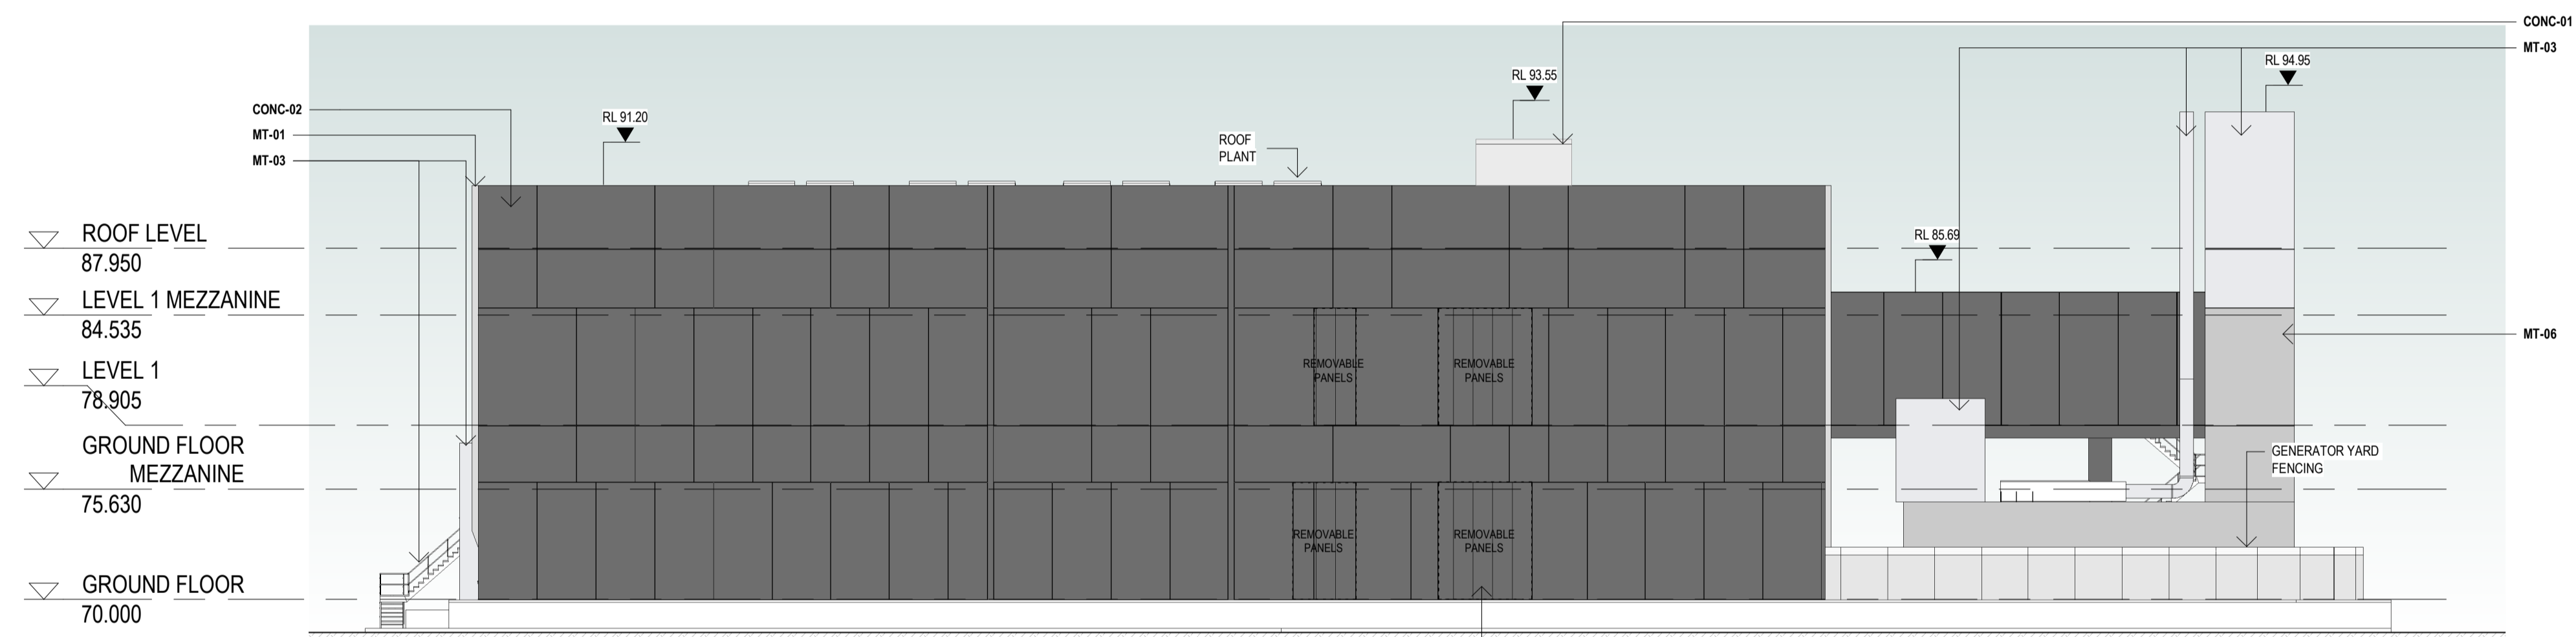 CONC-01
MT-03
RL 94.95
RL 93.55
CONC-02
RL 91.20
MT-01
ROOF
PLANT
MT-03
ROOF LEVEL
87.950
RL 85.69
LEVEL 1 MEZZANINE
84.535
MT-06
LEVEL 1
78.905
REMOVABLE
PANELS
REMOVABLE
PANELS
GROUND FLOOR
MEZZANINE
75.630
GENERATOR YARD
FENCING
REMOVABLE
PANELS
REMOVABLE
PANELS
GROUND FLOOR
70.000